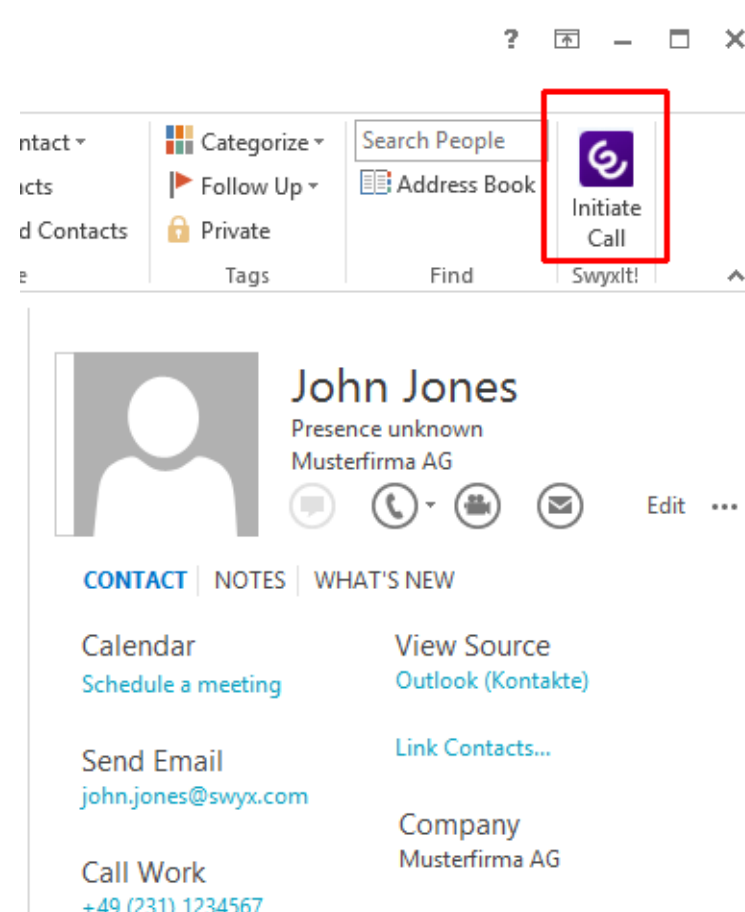 ?
ntact
Categorize
Search People
acts
Follow Up
Address Book
Initiate
Call
d Contacts
Private
e
Tags
Find
SwyxIt!
John Jones
Presence unknown
Musterfirma AG
Edit
CONTACT
NOTES
WHAT'S NEW
Calendar
Schedule a meeting
View Source
Outlook (Kontakte)
Link Contacts...
Send Email
john.jones@swyx.com
Company
Musterfirma AG
Call Work
+49 (231) 1234567